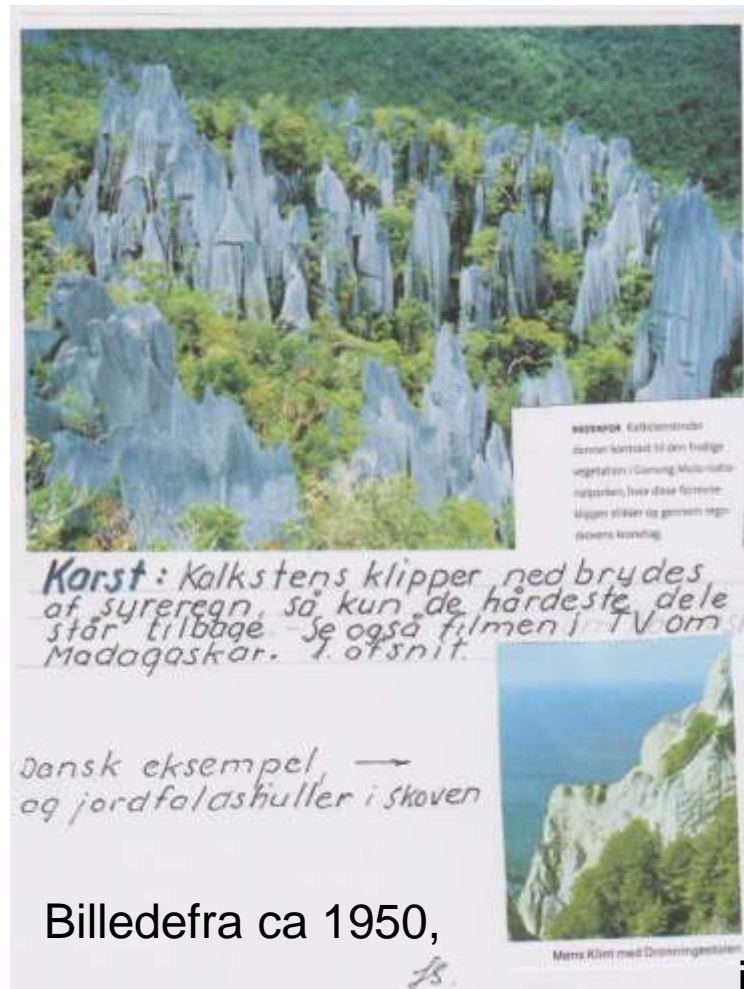 NEDENFOR Kalkstenstinder
danner kontrast til den frodige
vegetation i Gunung Mulu-natio-
nalparken, hvor disse forrevne
klipper stikker op gennem regn-
skovens krondag.
Karst: Kalkstens klipper nedbrydes
af syreregn, så kun de hårdeste dele
står tilbage - Se også filmen i TV om
Madagaskar. 1. afsnit.
Dansk eksempel, →
og jordfaldshuller i skoven
Billedefra ca 1950,
Møns Klint med Dronningestolen
fs.
i